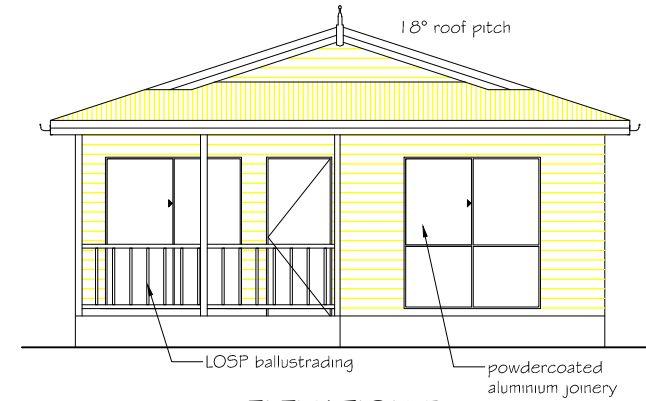 18° roof pitch
LOSP ballustrading
powdercoated
aluminium joinery